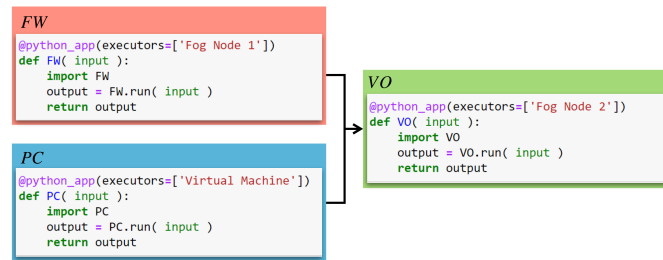 FW
@python_app(executors=['Fog Node 1'])
def FW( input ):
    import FW
    output = FW.run( input )
    return output
PC
@python_app(executors=['Virtual Machine'])
def PC( input ):
    import PC
    output = PC.run( input )
    return output
VO
@python_app(executors=['Fog Node 2'])
def VO( input ):
    import VO
    output = VO.run( input )
    return output